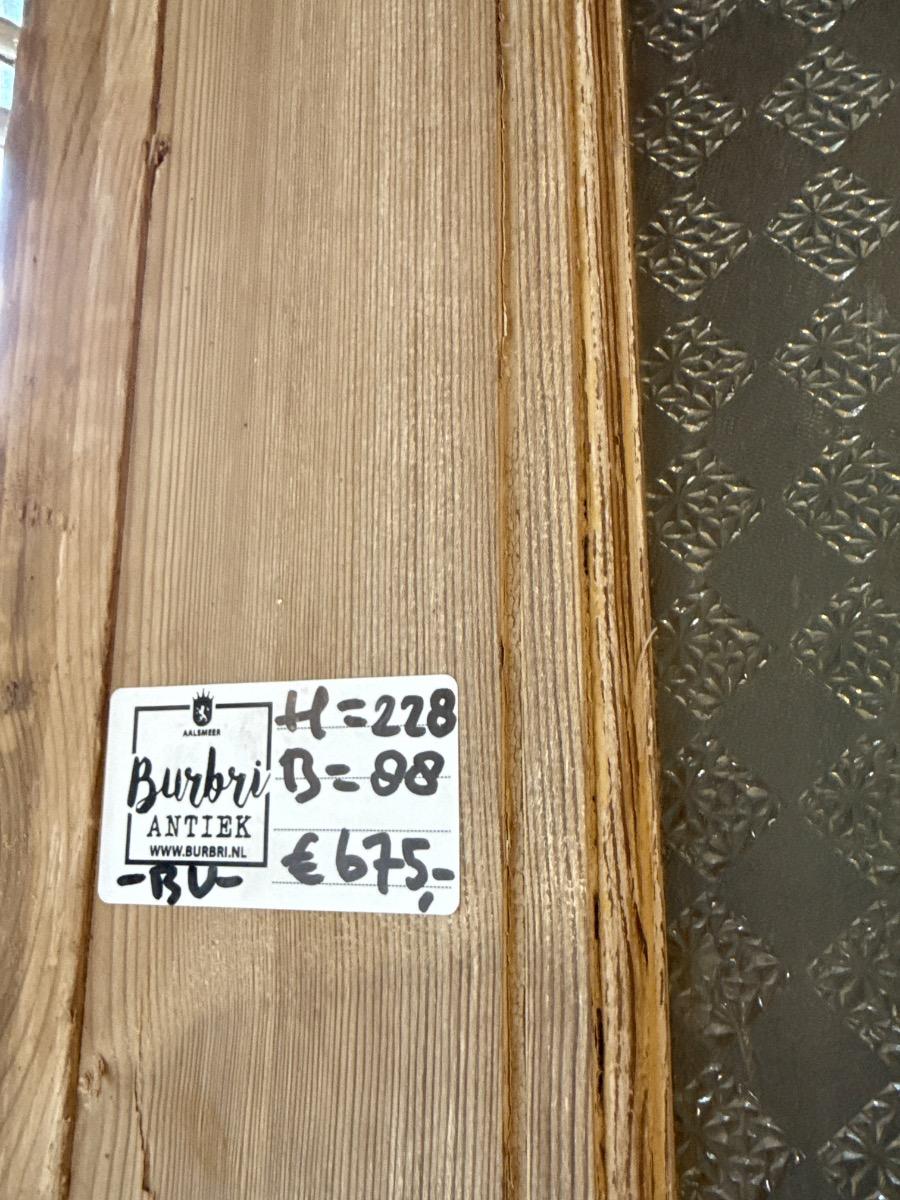 AALSMEER
Burbri
ANTIEK
WWW.BURBRI.NL
-BU-
H=228
B=88
€675,-